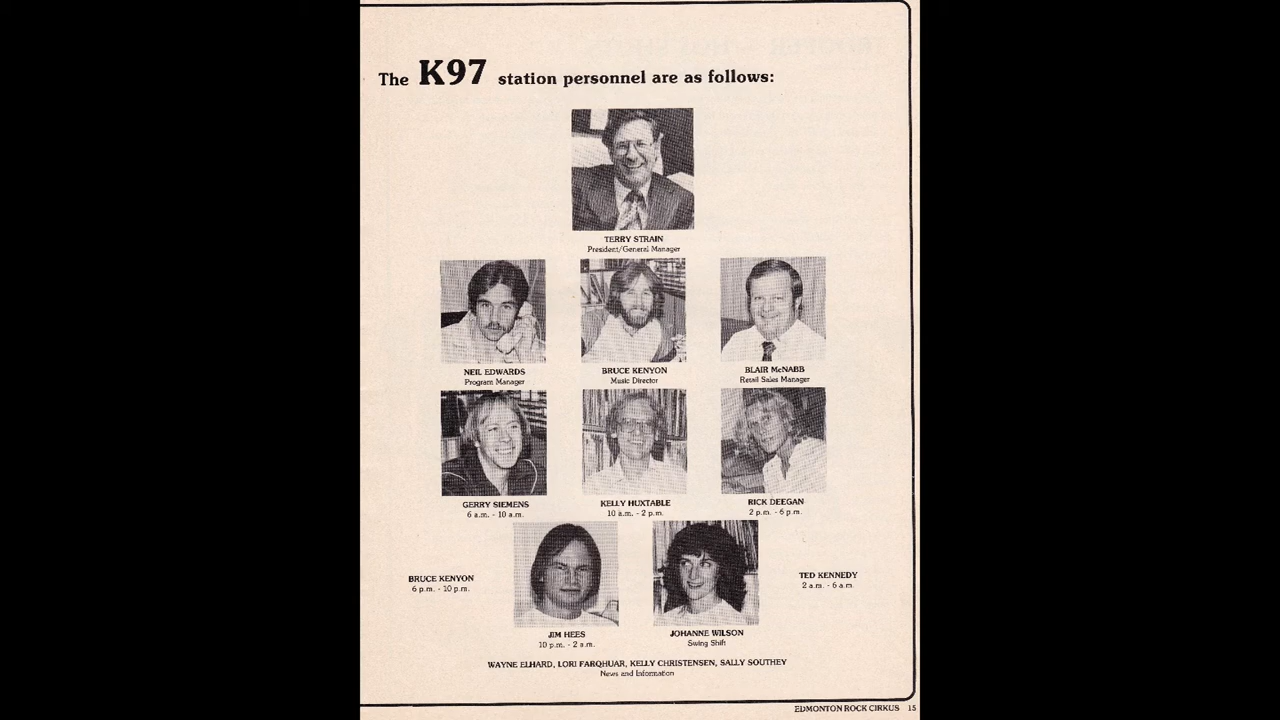 The K97 station personnel are as follows:
TERRY STRAIN
President/General Manager
NEIL EDWARDS
Program Manager
BRUCE KENYON
Music Director
BLAIR McNABB
Retail Sales Manager
GERRY SIEMENS
6 a.m. - 10 a.m.
KELLY HUXTABLE
10 a.m. - 2 p.m.
RICK DEEGAN
2 p.m. - 6 p.m.
BRUCE KENYON
6 p.m. - 10 p.m.
JIM HEES
10 p.m. - 2 a.m.
JOHANNE WILSON
Swing Shift
TED KENNEDY
2 a.m. - 6 a.m.
WAYNE ELHARD, LORI FARQHUAR, KELLY CHRISTENSEN, SALLY SOUTHEY
News and Information
EDMONTON ROCK CIRKUS 15